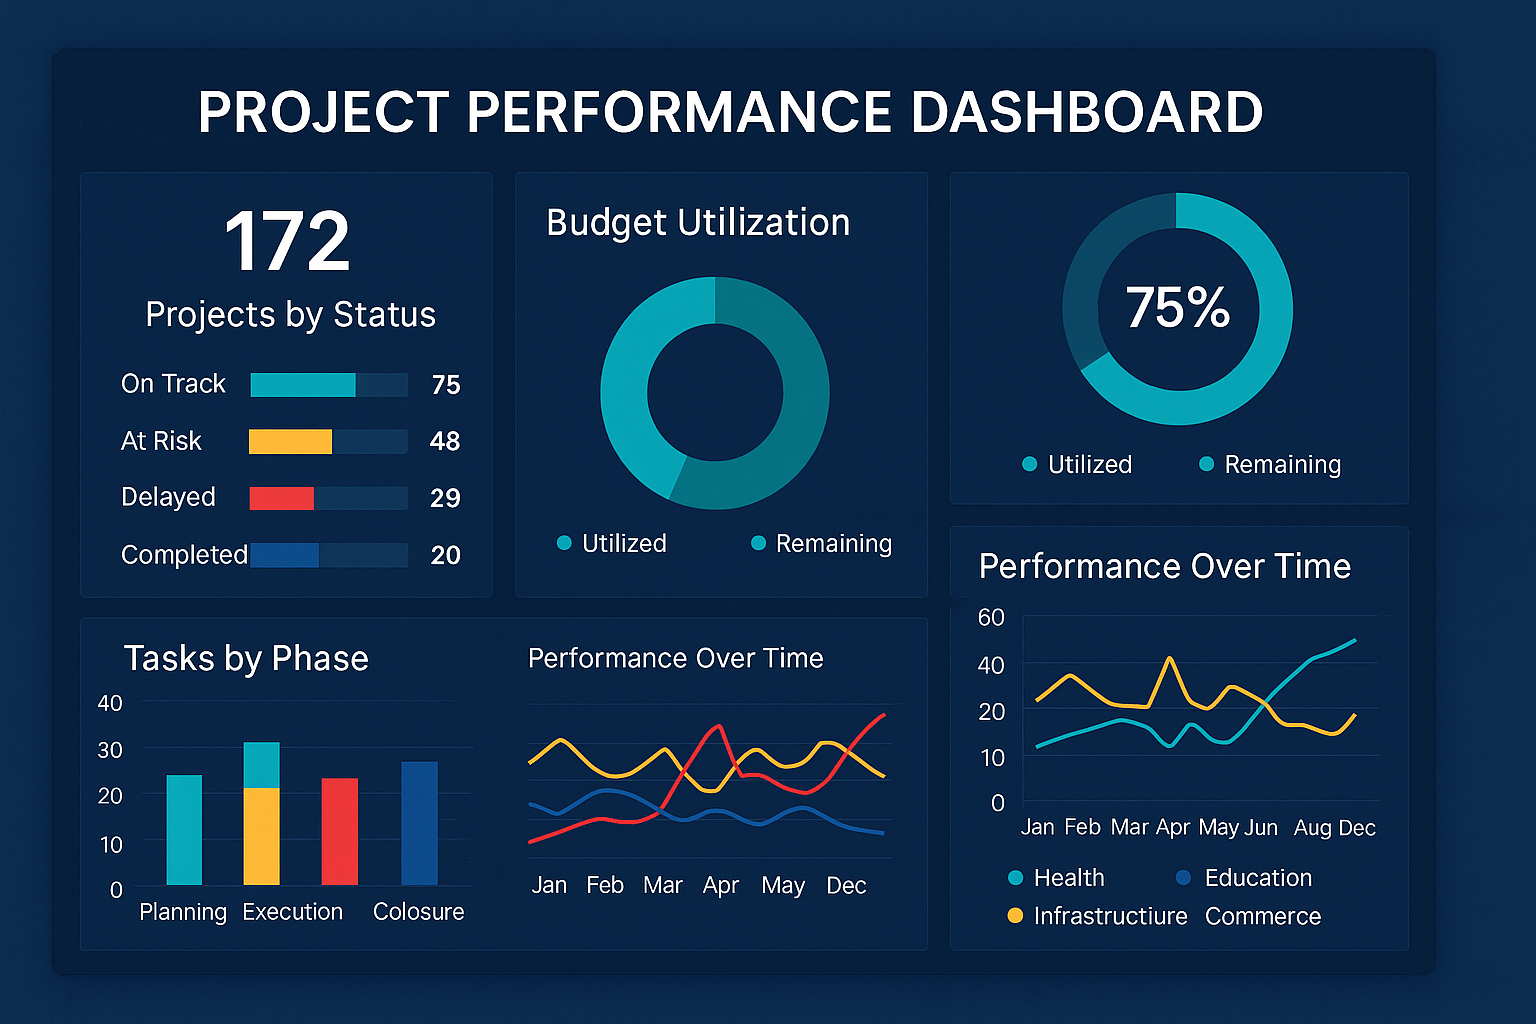 PROJECT PERFORMANCE DASHBOARD
172
Projects by Status
On Track 75
At Risk 48
Delayed 29
Completed 20
Budget Utilization
Utilized Remaining
75%
Utilized Remaining
Tasks by Phase
40
30
20
10
0
Planning Execution Colosure
Performance Over Time
Jan Feb Mar Apr May Dec
Performance Over Time
60
40
20
10
0
Jan Feb Mar Apr May Jun Aug Dec
Health Education
Infrastructiure Commerce